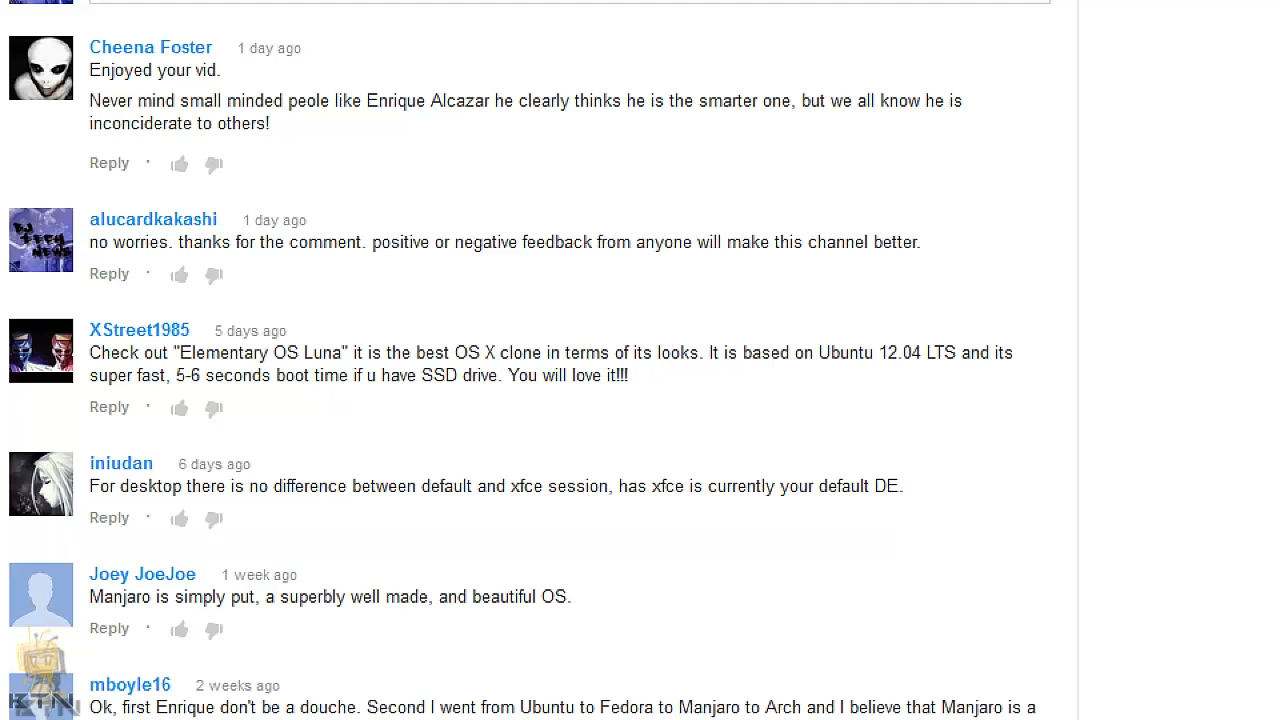 Cheena Foster 1 day ago
Enjoyed your vid.
Never mind small minded peole like Enrique Alcazar he clearly thinks he is the smarter one, but we all know he is
inconciderate to others!
Reply ·
alucardkakashi 1 day ago
no worries. thanks for the comment. positive or negative feedback from anyone will make this channel better.
Reply ·
XStreet1985 5 days ago
Check out "Elementary OS Luna" it is the best OS X clone in terms of its looks. It is based on Ubuntu 12.04 LTS and its
super fast, 5-6 seconds boot time if u have SSD drive. You will love it!!!
Reply ·
iniudan 6 days ago
For desktop there is no difference between default and xfce session, has xfce is currently your default DE.
Reply ·
Joey JoeJoe 1 week ago
Manjaro is simply put, a superbly well made, and beautiful OS.
Reply ·
mboyle16 2 weeks ago
Ok, first Enrique don't be a douche. Second I went from Ubuntu to Fedora to Manjaro to Arch and I believe that Manjaro is a
KTN